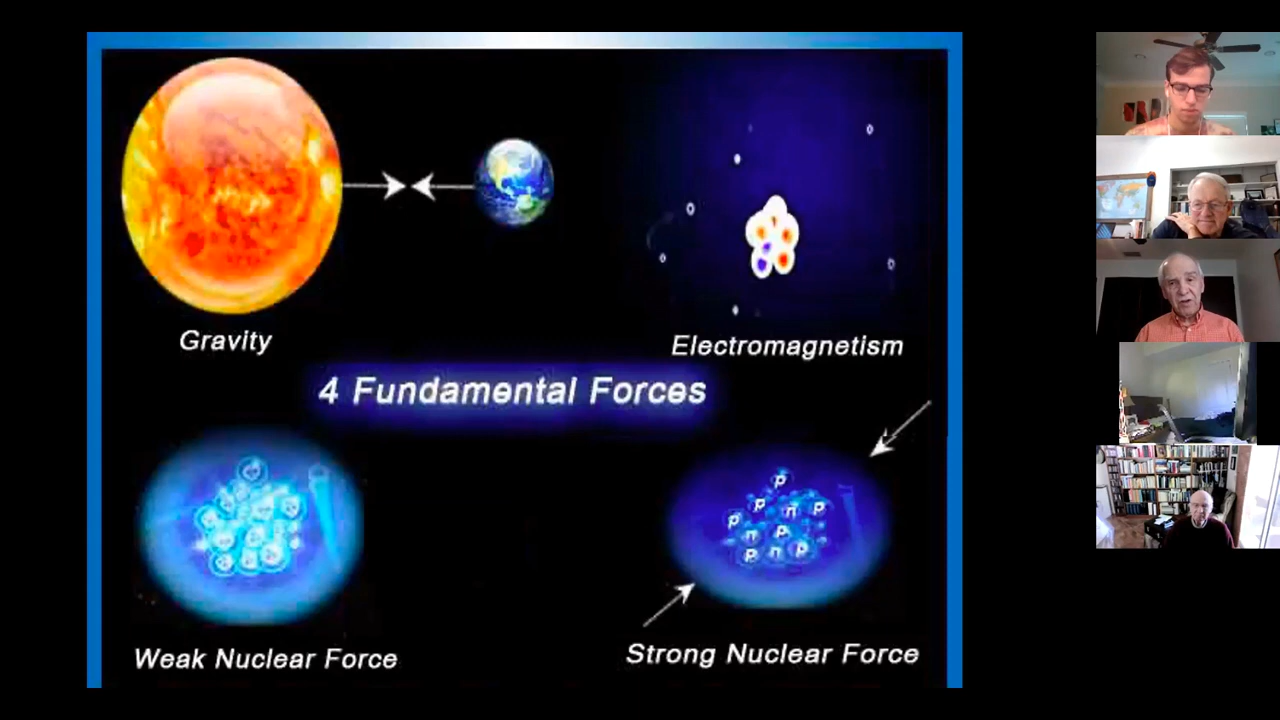 Gravity
Electromagnetism
4 Fundamental Forces
p
p
n
p
p
n
p
p
n
p
Weak Nuclear Force
Strong Nuclear Force